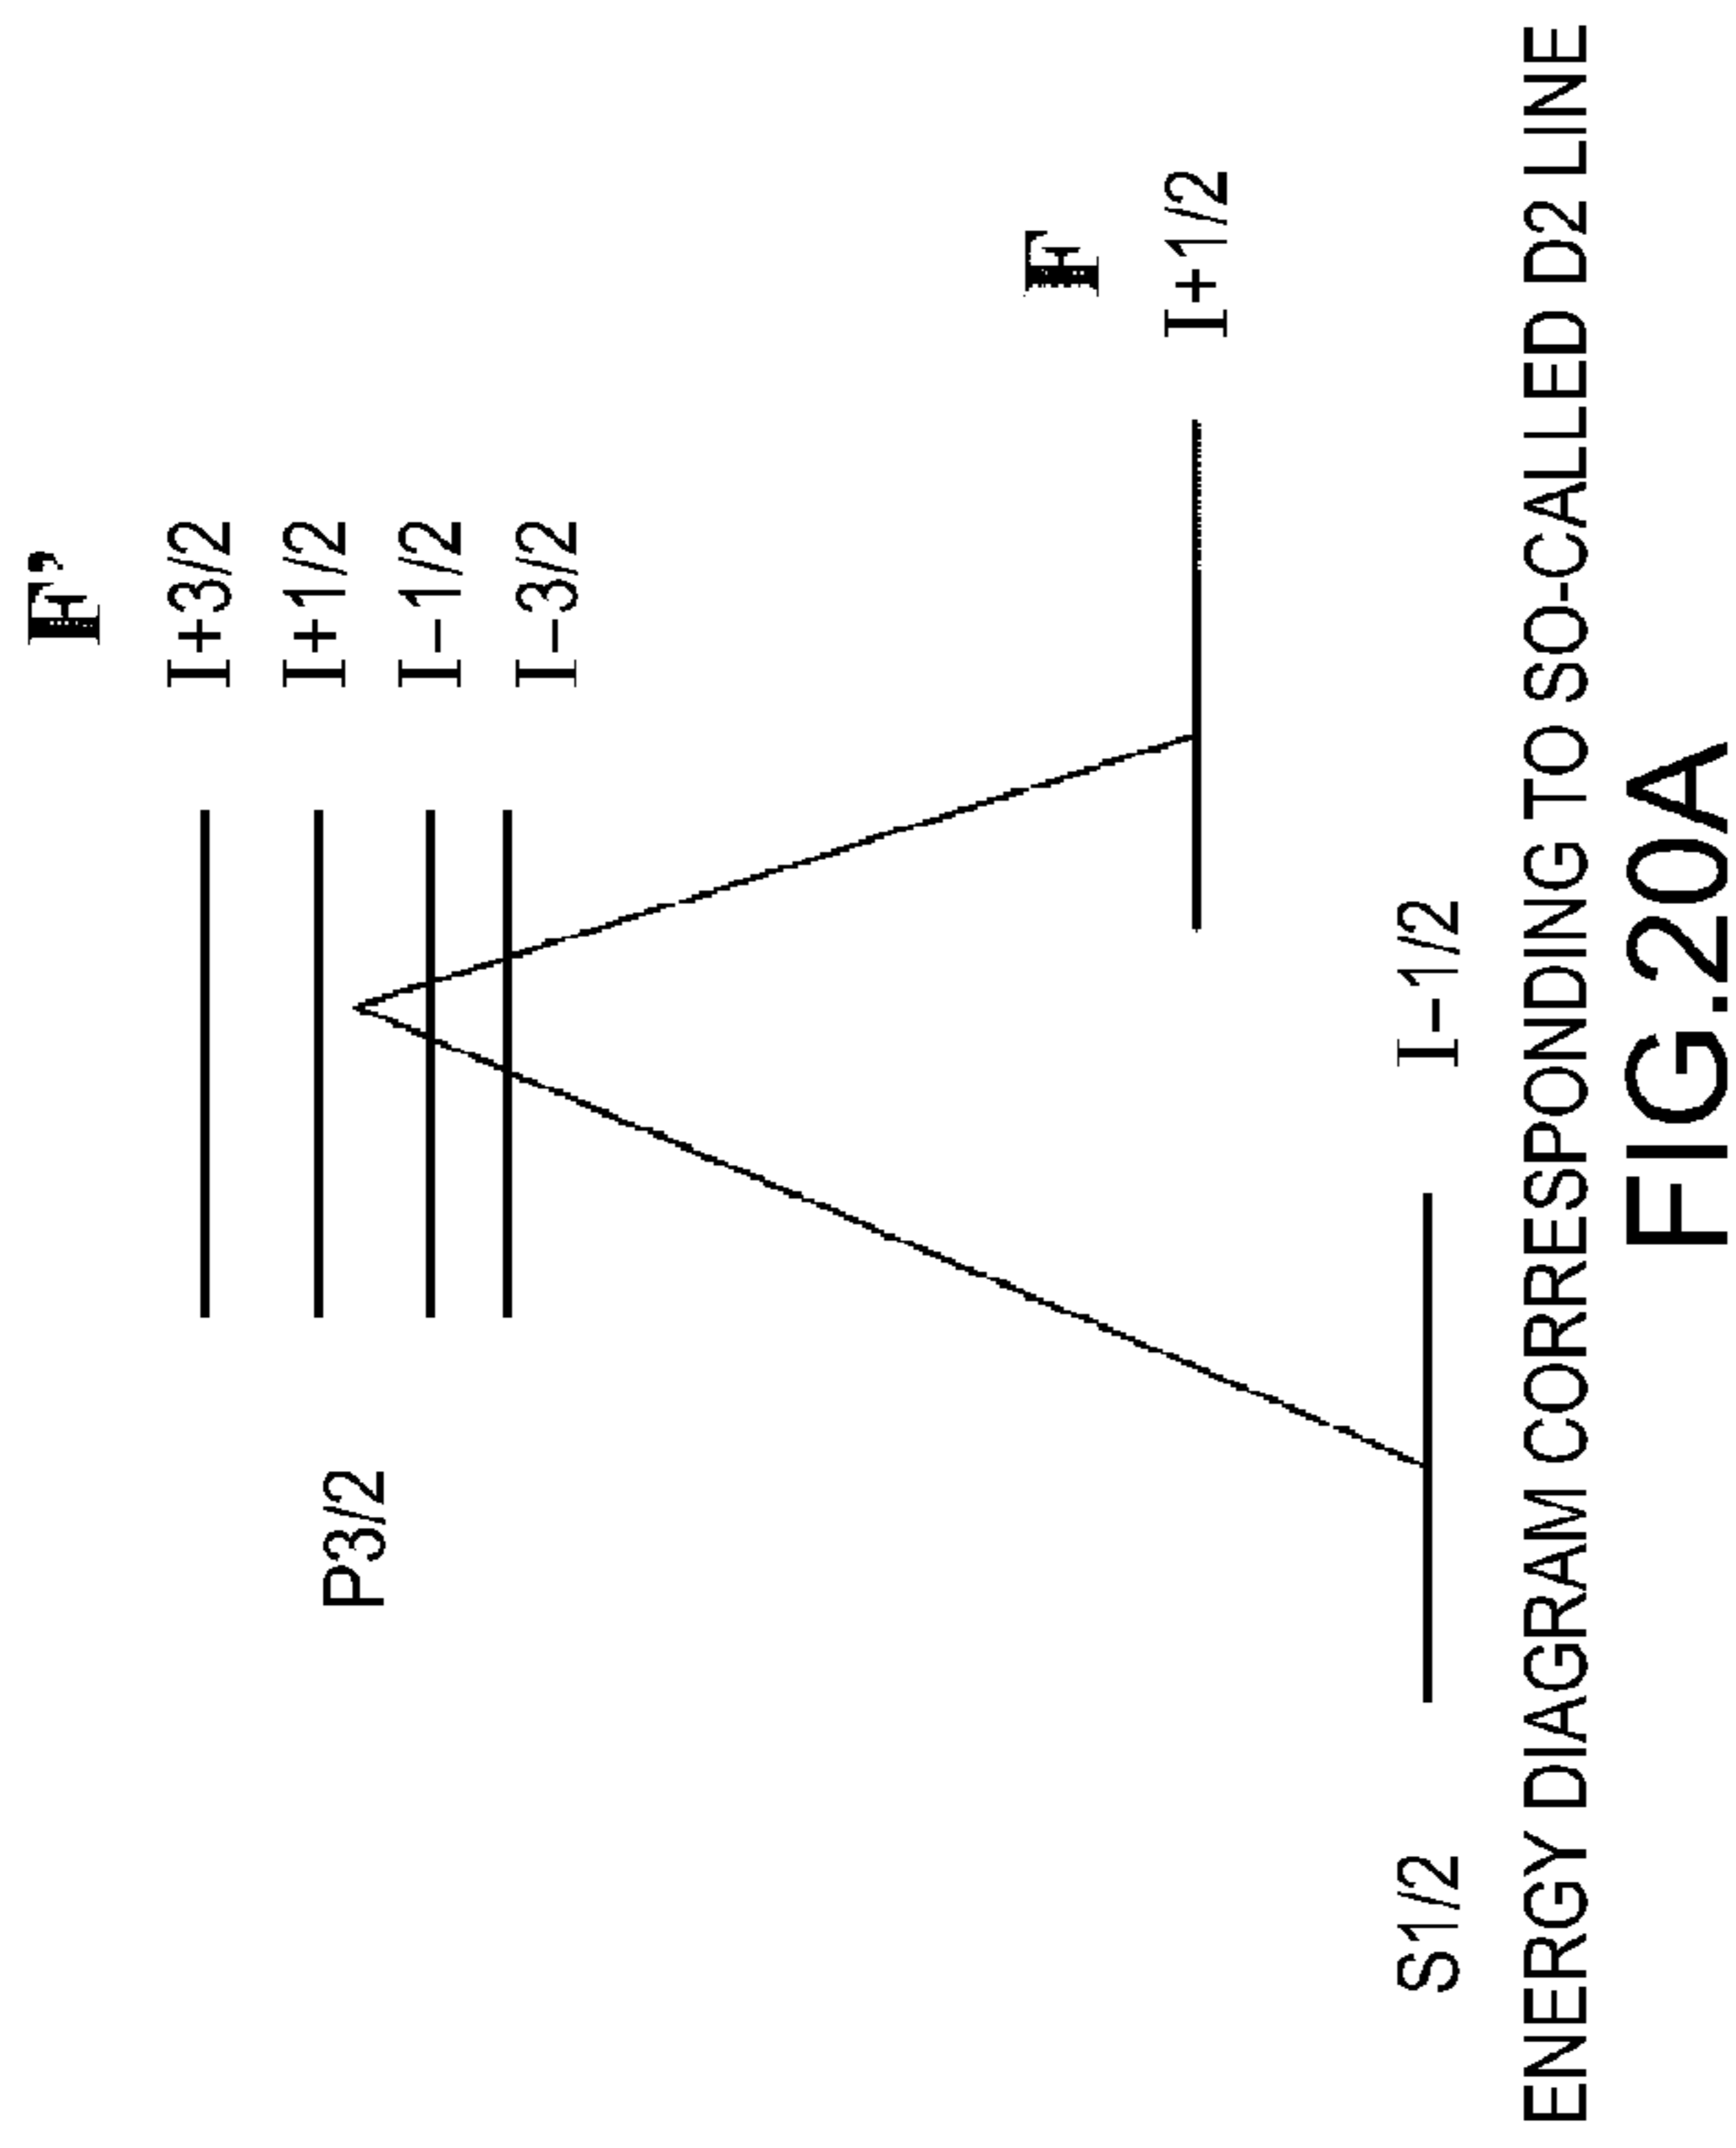 F’
I+3/2
I+1/2
I−1/2
I−3/2
P3/2
F
I+1/2
I−1/2
S1/2
ENERGY DIAGRAM CORRESPONDING TO SO-CALLED D2 LINE
FIG.20A